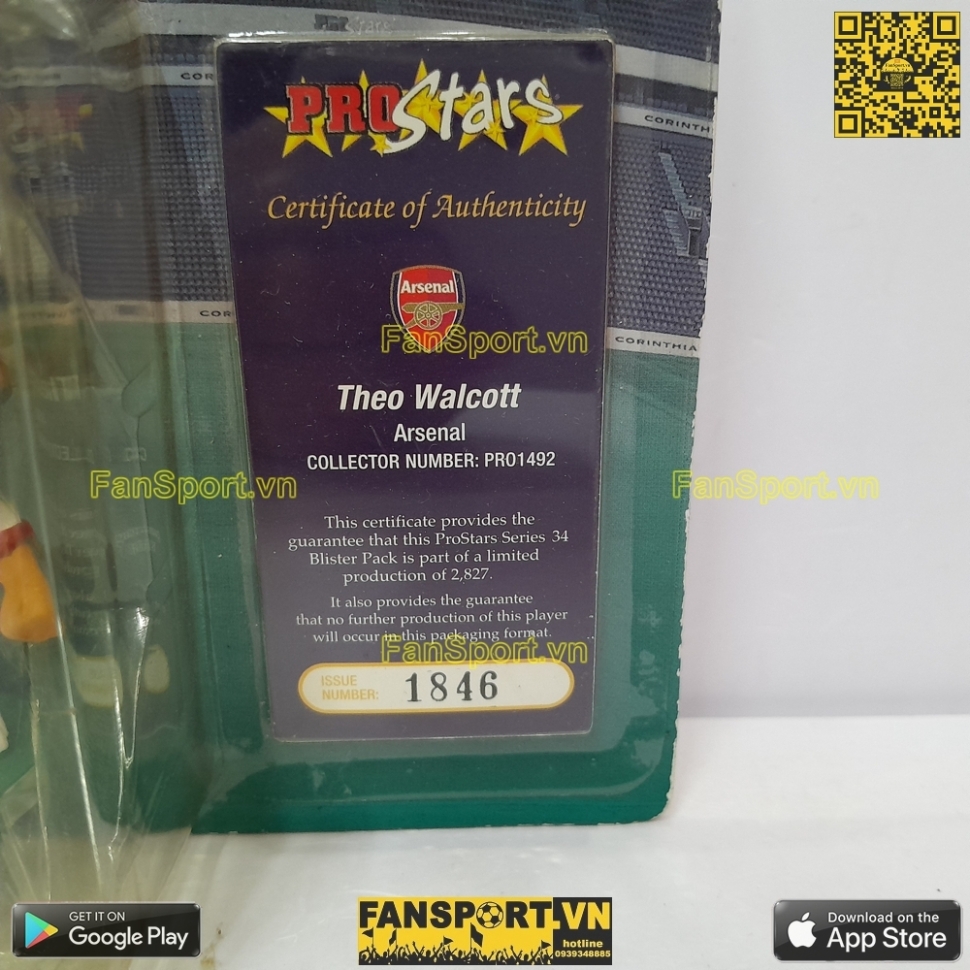 PROStars
Certificate of Authenticity
Arsenal
FanSport.vn
Theo Walcott
Arsenal
COLLECTOR NUMBER: PRO1492
FanSport.vn
FanSport.vn
This certificate provides the
guarantee that this ProStars Series 34
Blister Pack is part of a limited
production of 2,827.
It also provides the guarantee
that no further production of this player
will occur in this packaging format.
FanSport.vn
ISSUE
NUMBER: 1846
COR
CORINTH
COR
CORINTHIA
GET IT ON
Google Play
FANSPORT.VN
hotline
0939348885
Download on the
App Store